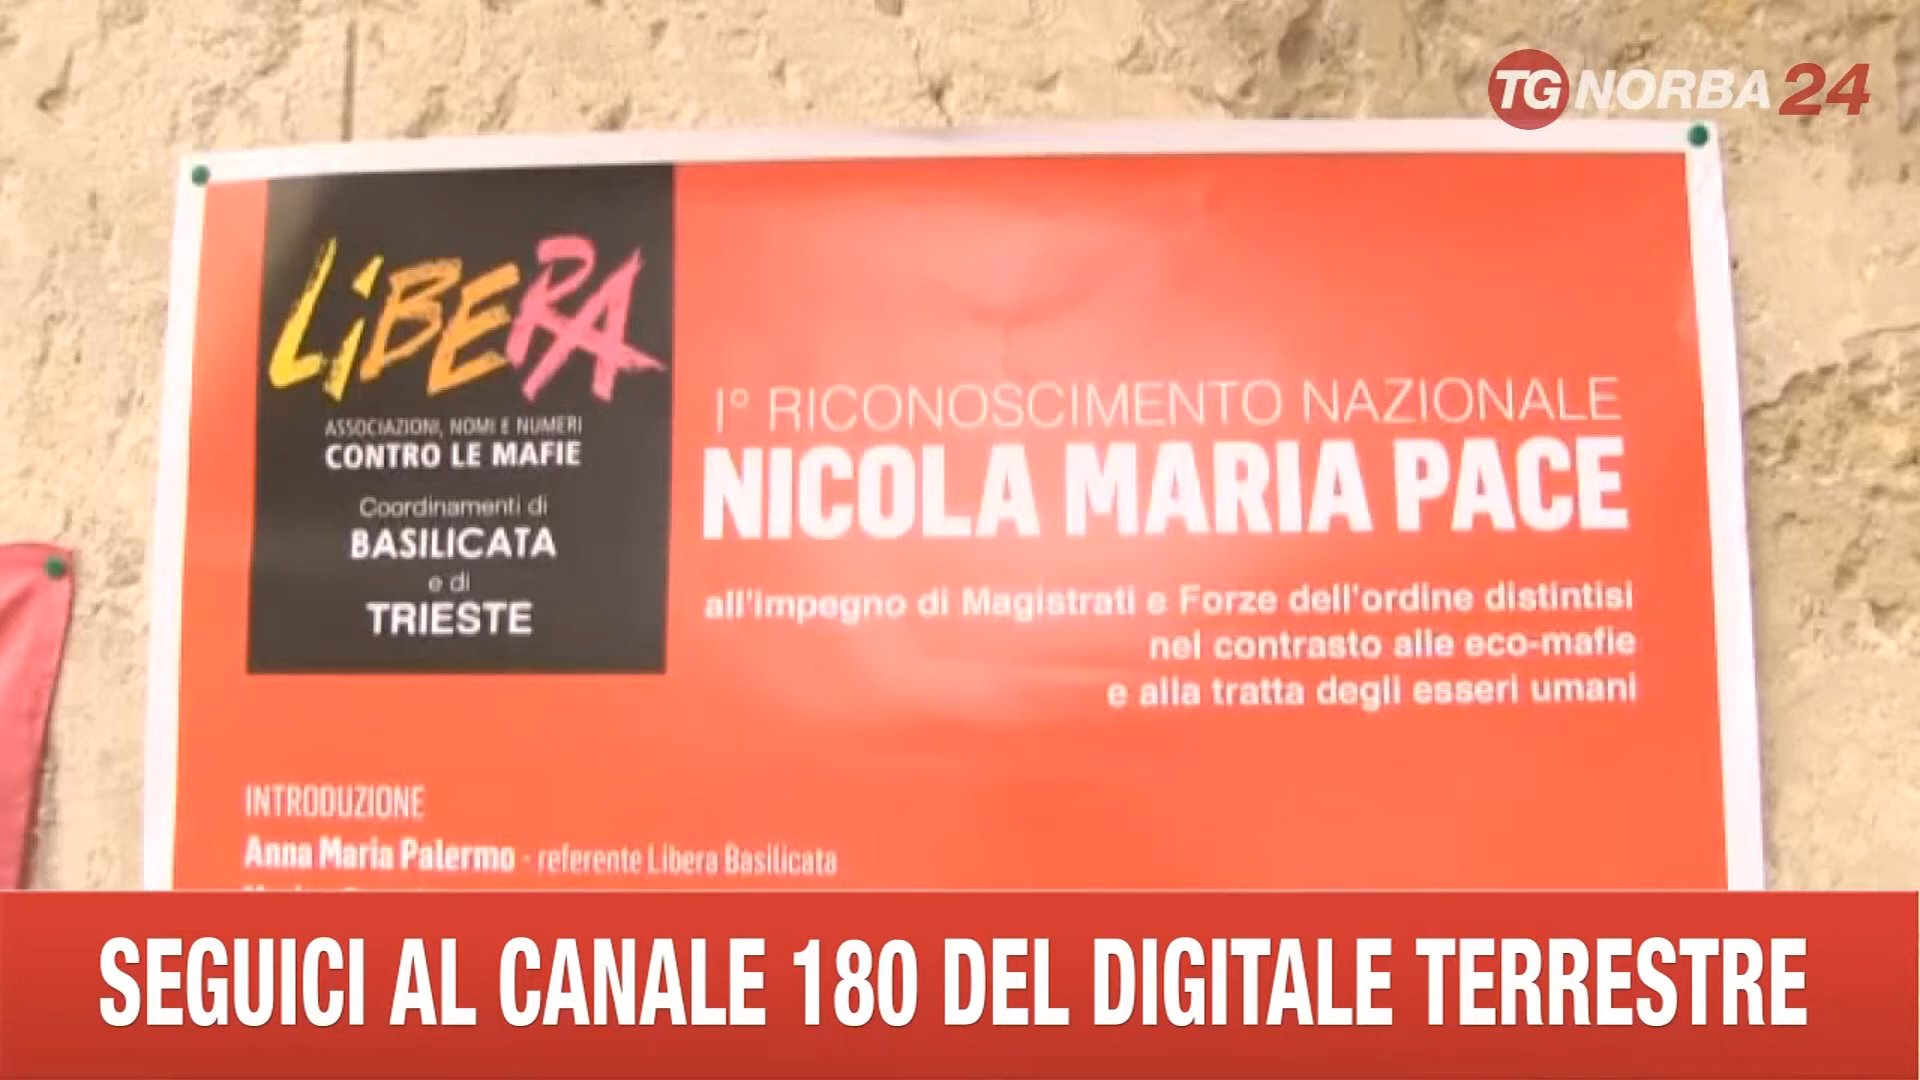 TG NORBA 24
LiBERA
ASSOCIAZIONI, NOMI E NUMERI
CONTRO LE MAFIE
Coordinamenti di
BASILICATA
e di
TRIESTE
I° RICONOSCIMENTO NAZIONALE
NICOLA MARIA PACE
all'impegno di Magistrati e Forze dell'ordine distintisi
nel contrasto alle eco-mafie
e alla tratta degli esseri umani
INTRODUZIONE
Anna Maria Palermo - referente Libera Basilicata
SEGUICI AL CANALE 180 DEL DIGITALE TERRESTRE